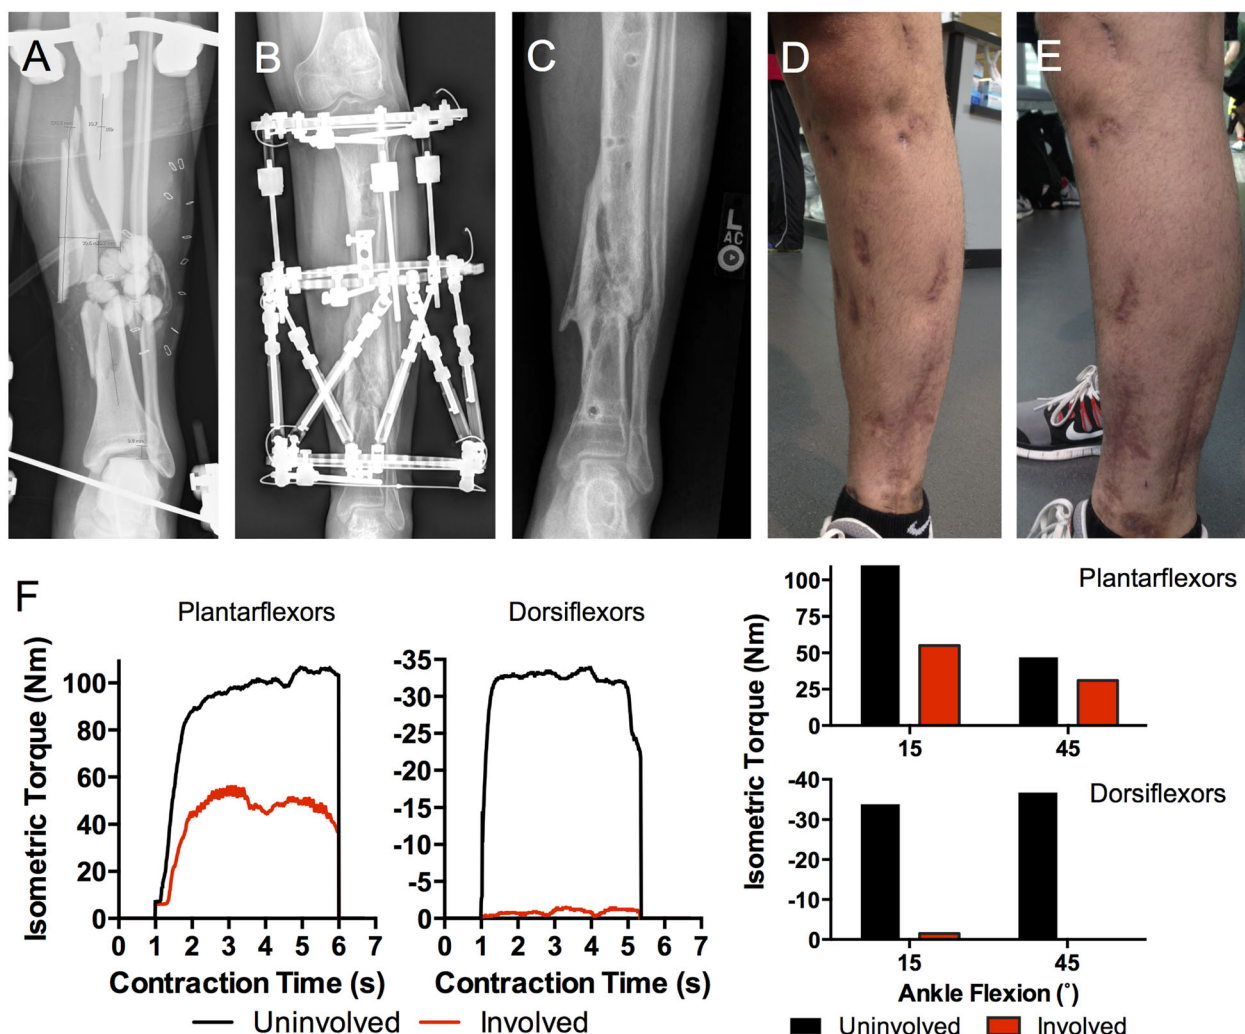 A
B
C
D
E
L
AC
F
Plantarflexors
Isometric Torque (Nm)
100
80
60
40
20
0
0 1 2 3 4 5 6 7
Contraction Time (s)
Dorsiflexors
-35
-30
-25
-20
-15
-10
-5
0
0 1 2 3 4 5 6 7
Contraction Time (s)
Uninvolved Involved
Isometric Torque (Nm)
Plantarflexors
100
75
50
25
0
15 45
Dorsiflexors
-40
-30
-20
-10
0
15 45
Ankle Flexion (°)
Uninvolved Involved